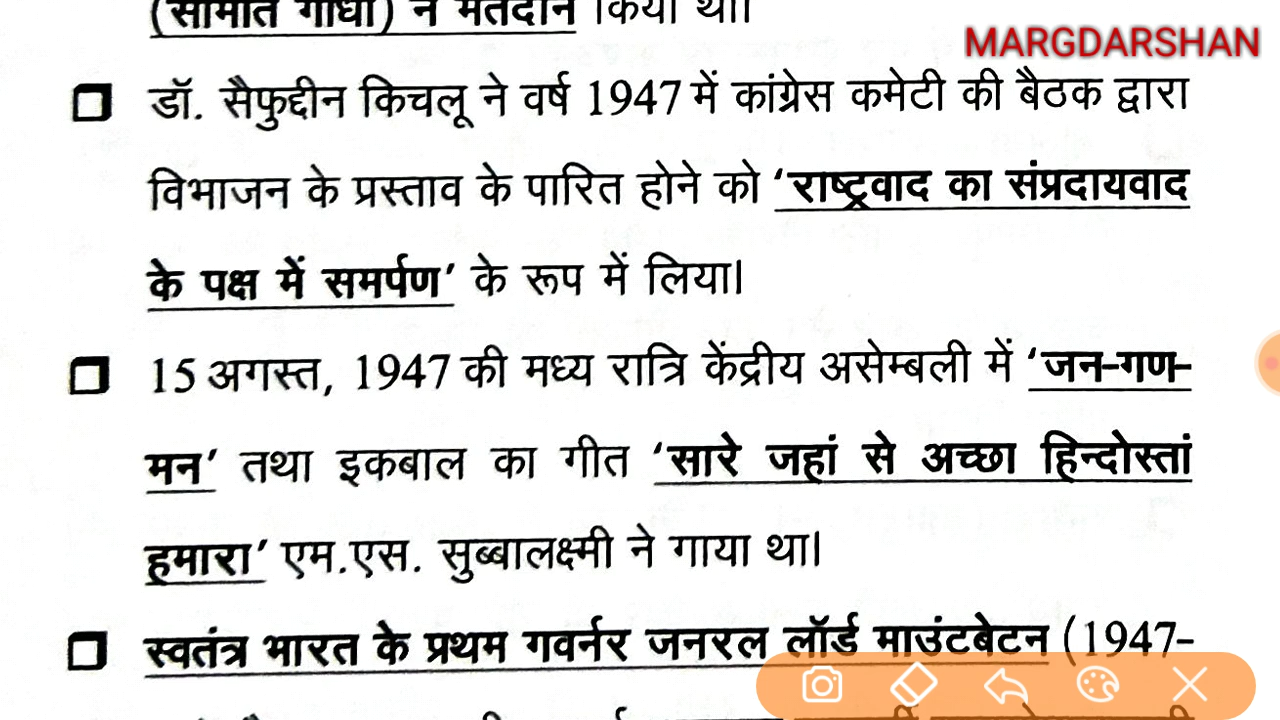 MARGDARSHAN
(सीमांत गांधी) ने मतदान किया था।
डॉ. सैफुद्दीन किचलू ने वर्ष 1947 में कांग्रेस कमेटी की बैठक द्वारा
विभाजन के प्रस्ताव के पारित होने को ‘राष्ट्रवाद का संप्रदायवाद
के पक्ष में समर्पण’ के रूप में लिया।
15 अगस्त, 1947 की मध्य रात्रि केंद्रीय असेम्बली में ‘जन-गण-
मन’ तथा इकबाल का गीत ‘सारे जहां से अच्छा हिन्दोस्तां
हमारा’ एम.एस. सुब्बालक्ष्मी ने गाया था।
स्वतंत्र भारत के प्रथम गवर्नर जनरल लॉर्ड माउंटबेटन (1947-